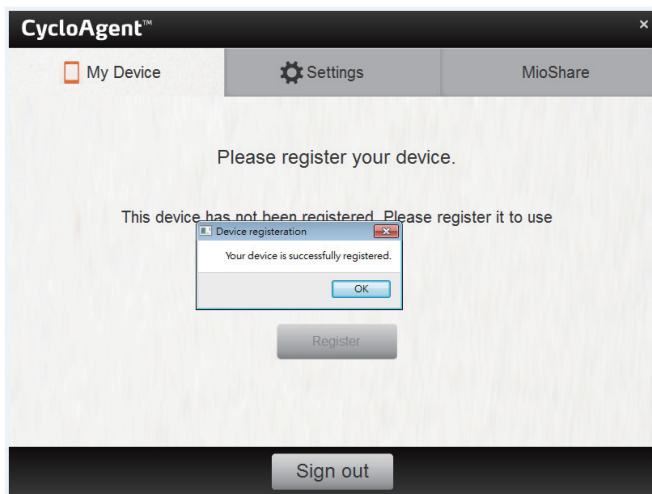 CycloAgent™
×
My Device
Settings
MioShare
Please register your device.
This device has not been registered. Please register it to use
Device registeration
Your device is successfully registered.
OK
Register
Sign out